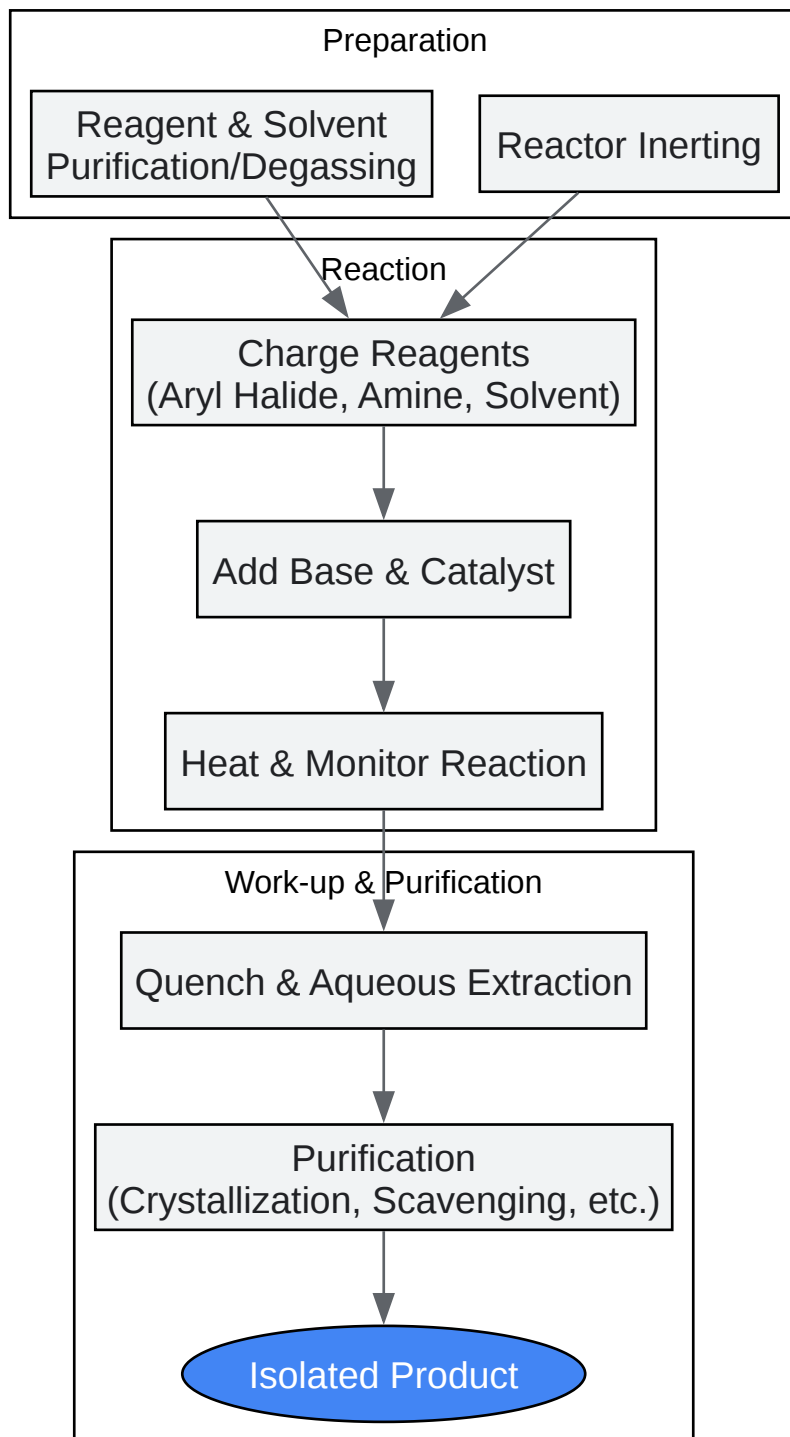 Preparation
Reagent & Solvent
Purification/Degassing
Reactor Inerting
Reaction
Charge Reagents
(Aryl Halide, Amine, Solvent)
Add Base & Catalyst
Heat & Monitor Reaction
Work-up & Purification
Quench & Aqueous Extraction
Purification
(Crystallization, Scavenging, etc.)
Isolated Product